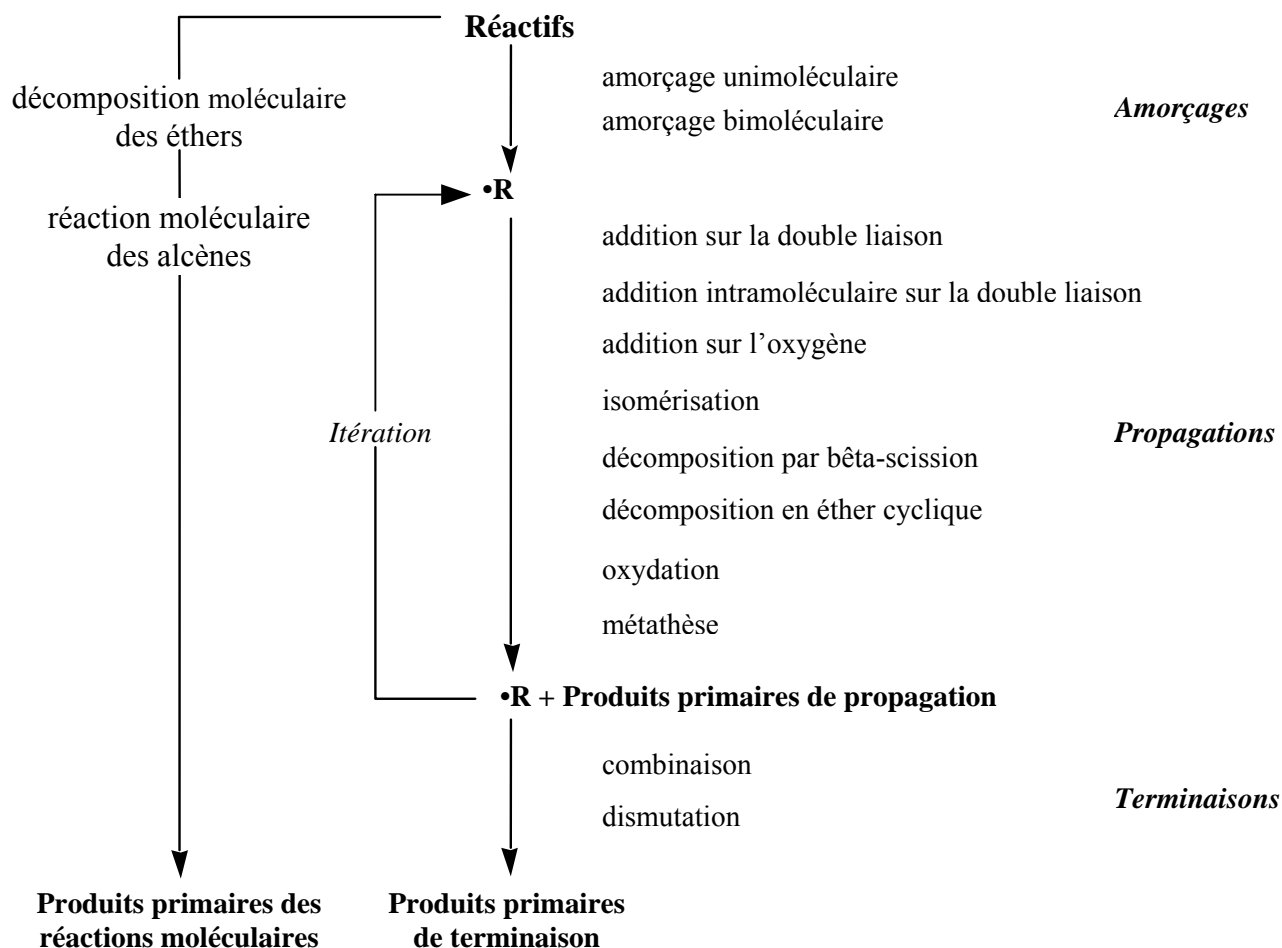 Réactifs
amorçage unimoléculaire
amorçage bimoléculaire
Amorçages
décomposition moléculaire
des éthers
•R
réaction moléculaire
des alcènes
addition sur la double liaison
addition intramoléculaire sur la double liaison
addition sur l’oxygène
isomérisation
Itération
Propagations
décomposition par bêta-scission
décomposition en éther cyclique
oxydation
métathèse
•R + Produits primaires de propagation
combinaison
dismutation
Terminaisons
Produits primaires des
réactions moléculaires
Produits primaires
de terminaison